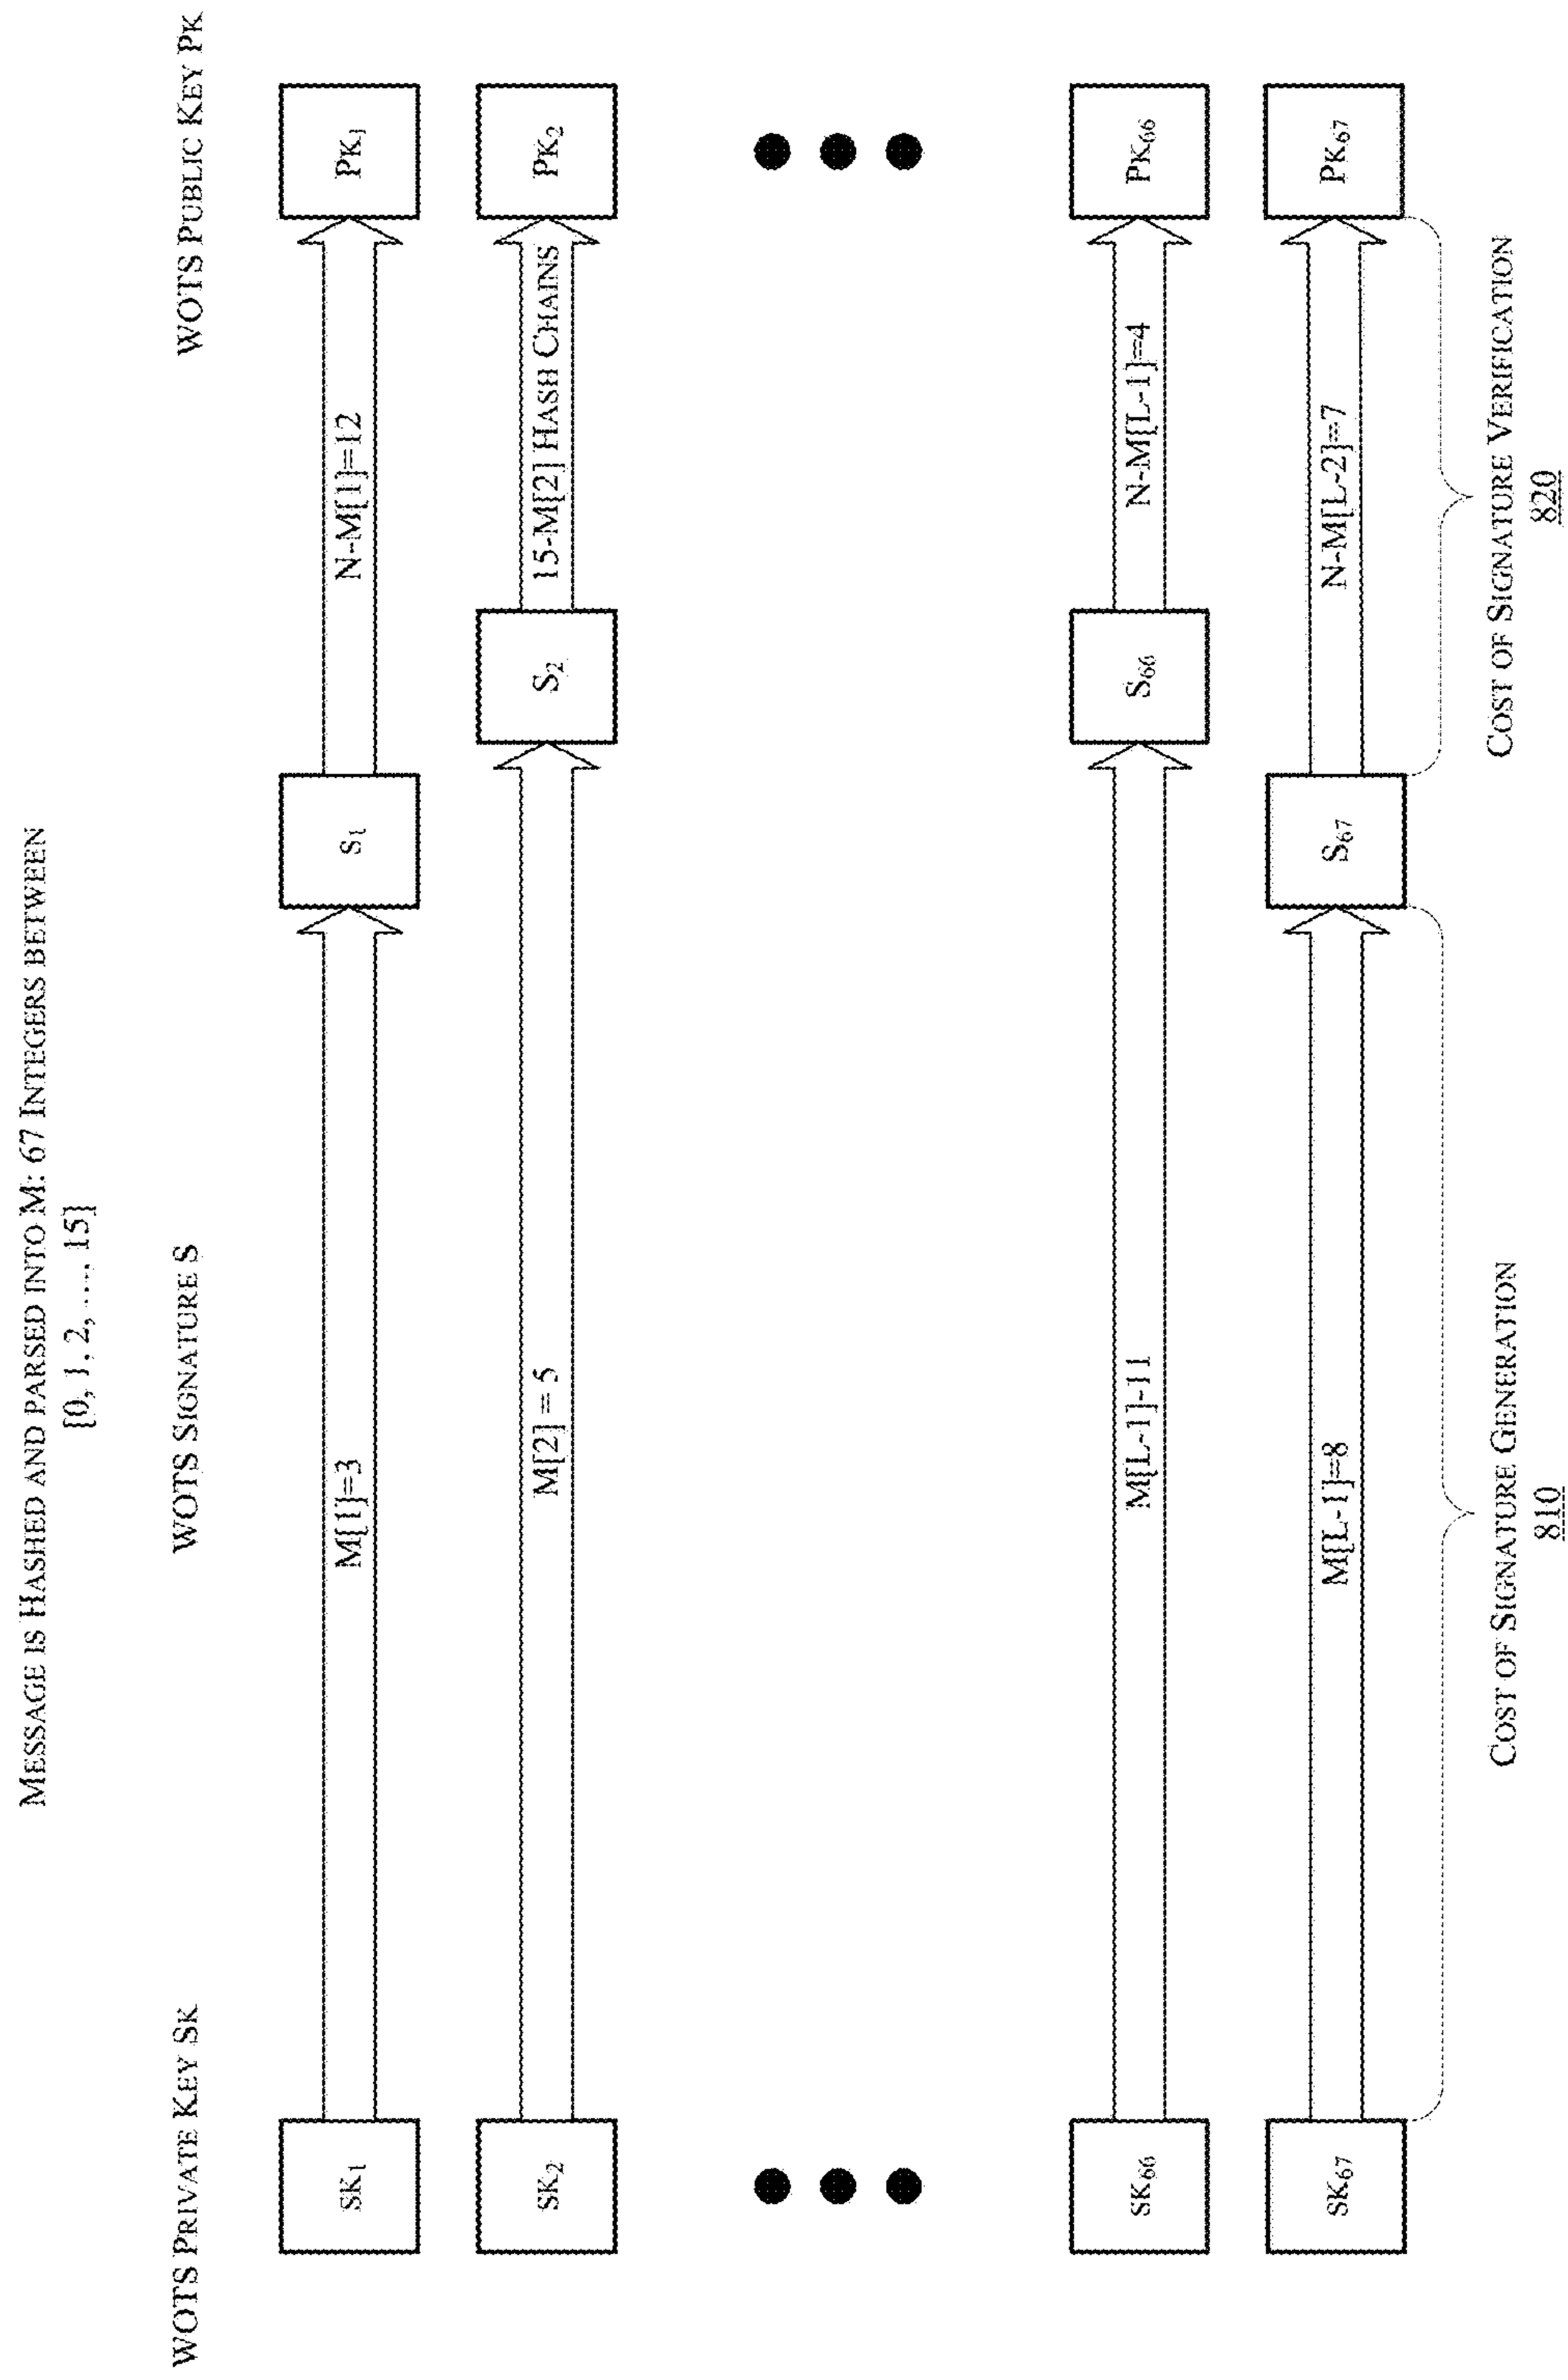 MESSAGE IS HASHED AND PARSED INTO M: 67 INTEGERS BETWEEN
[0, 1, 2, ..., 15]
WOTS PRIVATE KEY SK
WOTS SIGNATURE S
WOTS PUBLIC KEY PK
SK1
M[1]=3
S1
N-M[1]=12
PK1
SK2
M[2] = 5
S2
15-M[2] HASH CHAINS
PK2
SK66
M[L-1]-11
S66
N-M[L-1]=4
PK66
SK67
M[L-1]=8
S67
N-M[L-2]=7
PK67
COST OF SIGNATURE GENERATION
810
COST OF SIGNATURE VERIFICATION
820